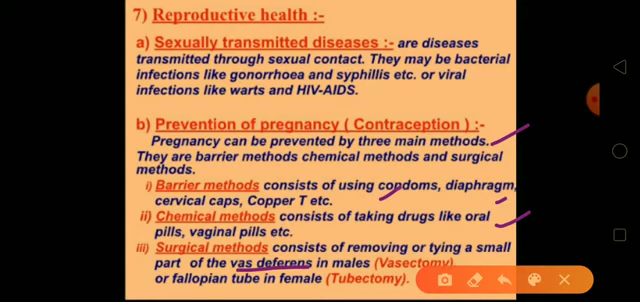 7) Reproductive health :-
a) Sexually transmitted diseases :- are diseases
transmitted through sexual contact. They may be bacterial
infections like gonorrhoea and syphillis etc. or viral
infections like warts and HIV-AIDS.
b) Prevention of pregnancy ( Contraception ) :-
Pregnancy can be prevented by three main methods.
They are barrier methods chemical methods and surgical
methods.
i) Barrier methods consists of using condoms, diaphragm,
cervical caps, Copper T etc.
ii) Chemical methods consists of taking drugs like oral
pills, vaginal pills etc.
iii) Surgical methods consists of removing or tying a small
part of the vas deferens in males (Vasectomy)
or fallopian tube in female (Tubectomy).